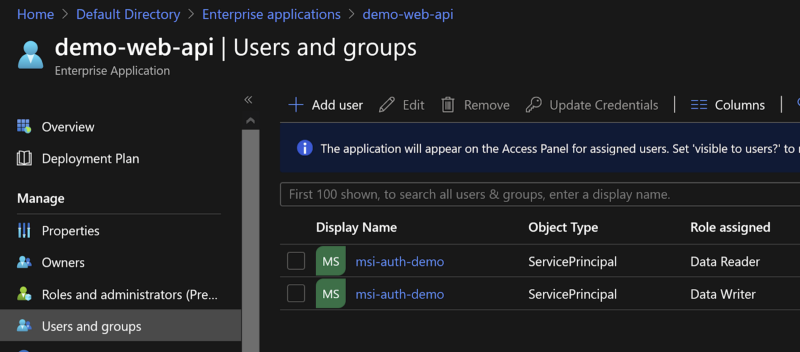 Home > Default Directory > Enterprise applications > demo-web-api
demo-web-api | Users and groups
Enterprise Application
«
Overview
Deployment Plan
Manage
Properties
Owners
Roles and administrators (Pre...
Users and groups
+ Add user Edit Remove Update Credentials Columns
The application will appear on the Access Panel for assigned users. Set 'visible to users?' to
First 100 shown, to search all users & groups, enter a display name.
Display Name Object Type Role assigned
MS msi-auth-demo ServicePrincipal Data Reader
MS msi-auth-demo ServicePrincipal Data Writer